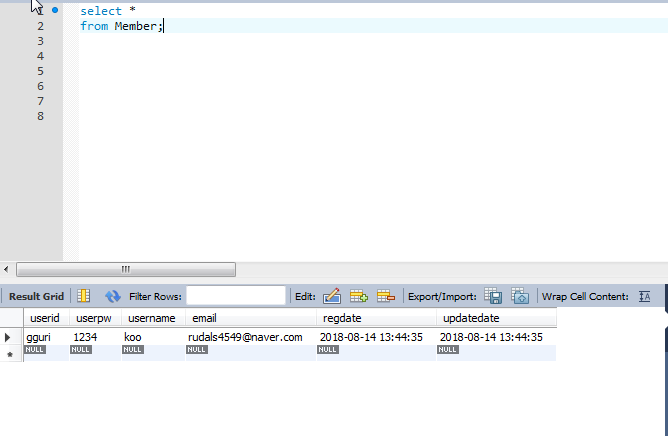 1 select *
2 from Member;
3
4
5
6
7
8
Result Grid Filter Rows: Edit: Export/Import: Wrap Cell Content: IA
userid userpw username email regdate updatedate
gguri 1234 koo rudals4549@naver.com 2018-08-14 13:44:35 2018-08-14 13:44:35
* NULL NULL NULL NULL NULL NULL